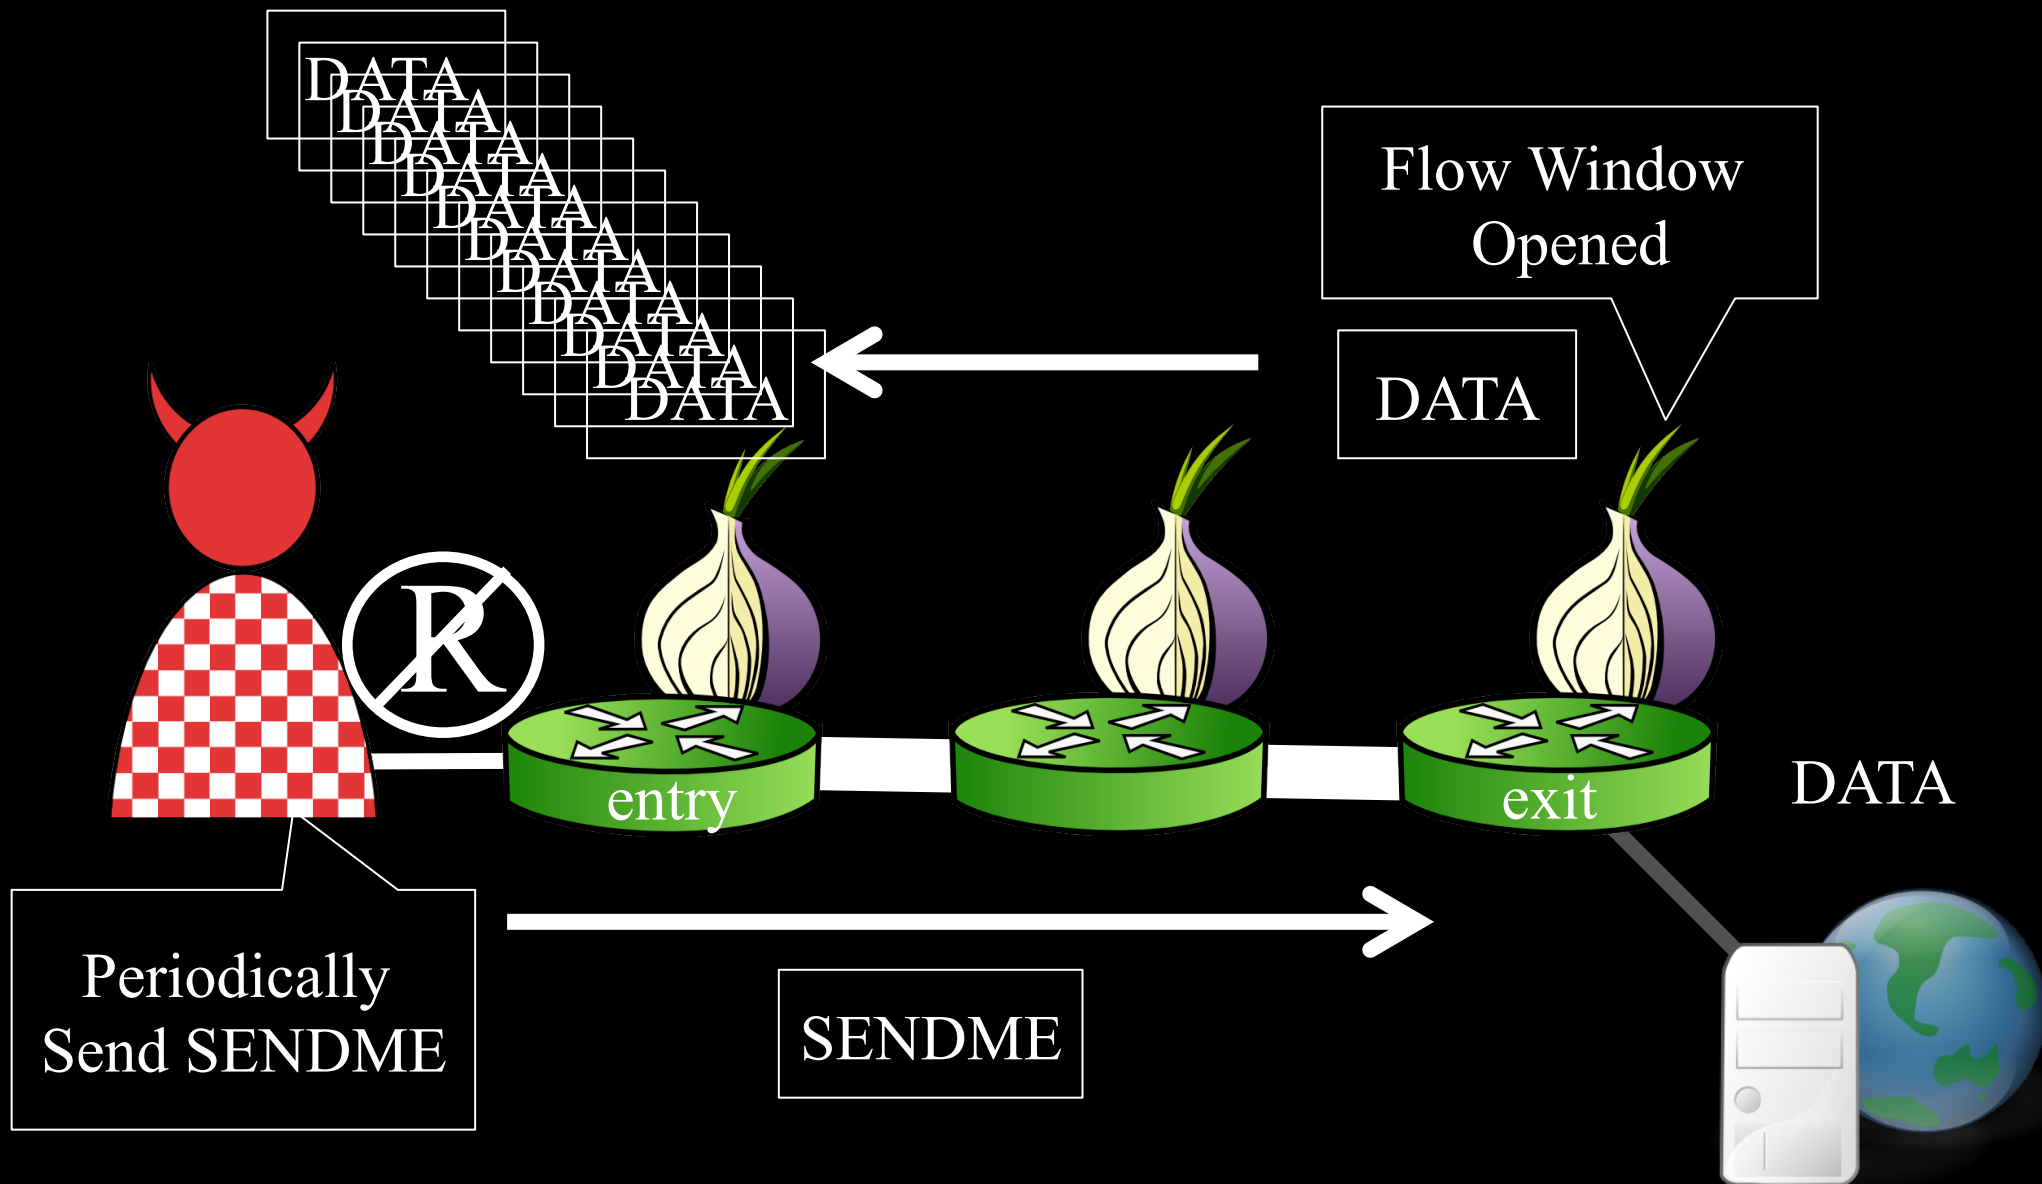 DATA
DATA
DATA
DATA
DATA
DATA
DATA
DATA
DATA
DATA
DATA
Flow Window
Opened
DATA
R
entry
exit
DATA
Periodically
Send SENDME
SENDME